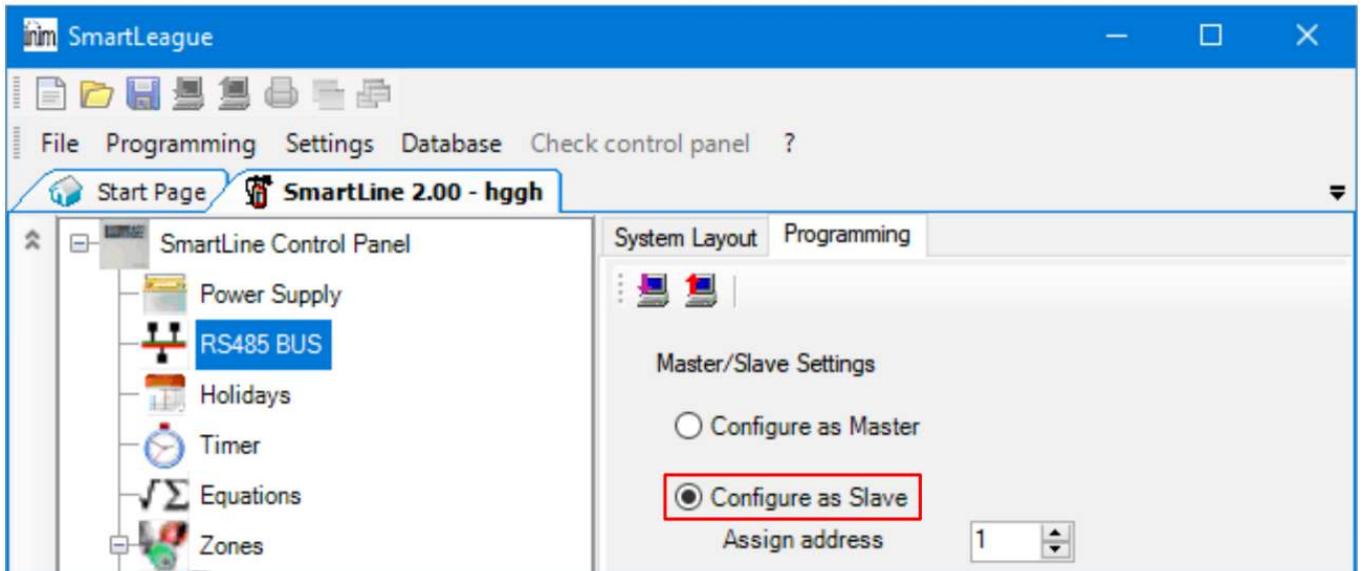 inim SmartLeague
File Programming Settings Database Check control panel ?
Start Page SmartLine 2.00 - hggh
SmartLine Control Panel
Power Supply
RS485 BUS
Holidays
Timer
√Σ Equations
Zones
System Layout Programming
Master/Slave Settings
Configure as Master
Configure as Slave
Assign address 1